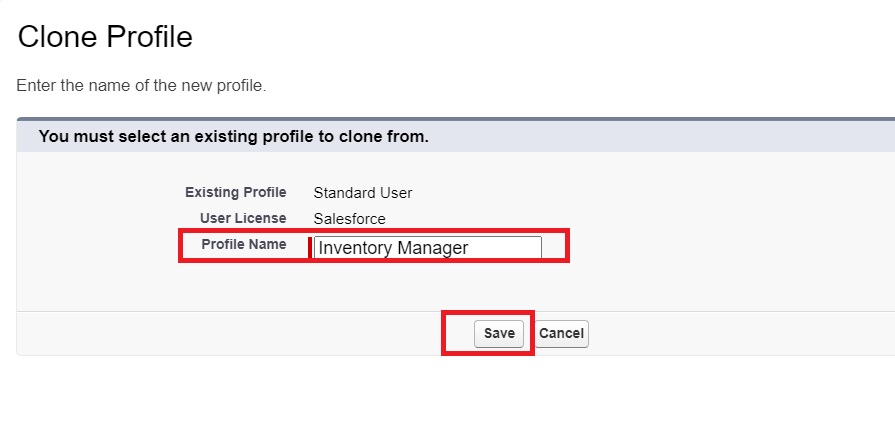 Clone Profile
Enter the name of the new profile.
You must select an existing profile to clone from.
Existing Profile Standard User
User License Salesforce
Profile Name Inventory Manager
Save Cancel